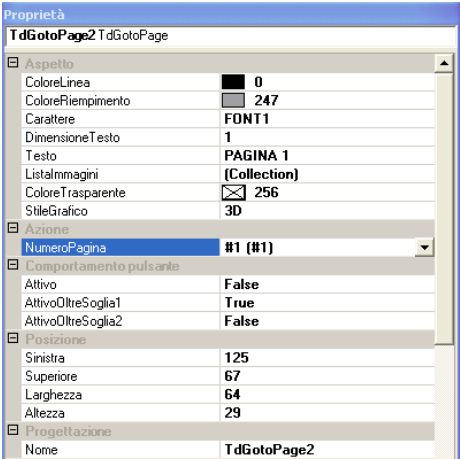 Proprietà
TdGotoPage2 TdGotoPage
Aspetto
ColoreLinea 0
ColoreRiempimento 247
Carattere FONT1
DimensioneTesto 1
Testo PAGINA 1
ListaImmagini (Collection)
ColoreTrasparente 256
StileGrafico 3D
Azione
NumeroPagina #1 (#1)
Comportamento pulsante
Attivo False
AttivoOltreSoglia1 True
AttivoOltreSoglia2 False
Posizione
Sinistra 125
Superiore 67
Larghezza 64
Altezza 29
Progettazione
Nome TdGotoPage2